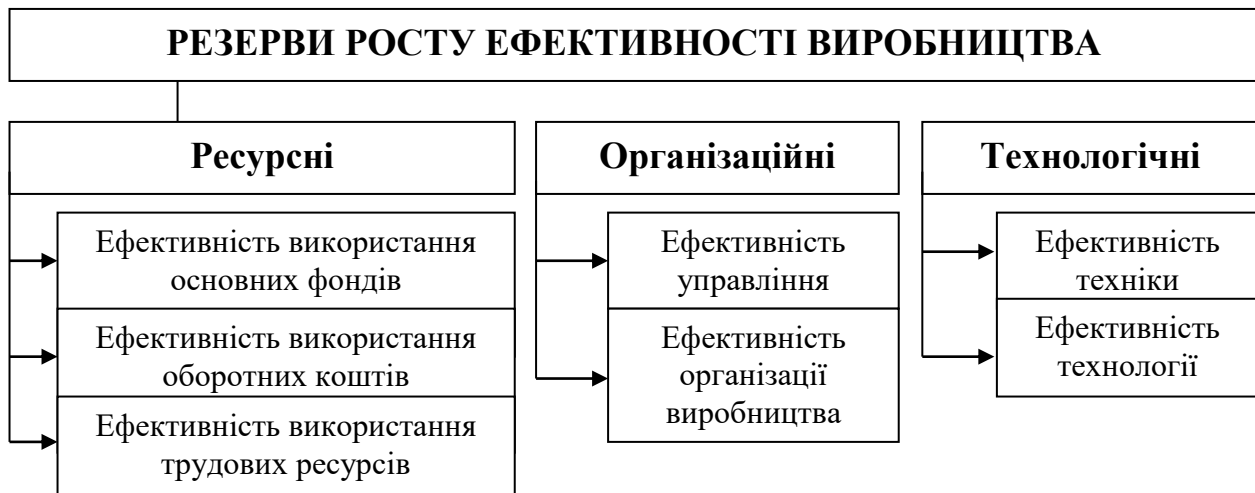 РЕЗЕРВИ РОСТУ ЕФЕКТИВНОСТІ ВИРОБНИЦТВА
Ресурсні
Ефективність використання
основних фондів
Ефективність використання
оборотних коштів
Ефективність використання
трудових ресурсів
Організаційні
Ефективність
управління
Ефективність
організації
виробництва
Технологічні
Ефективність
техніки
Ефективність
технології